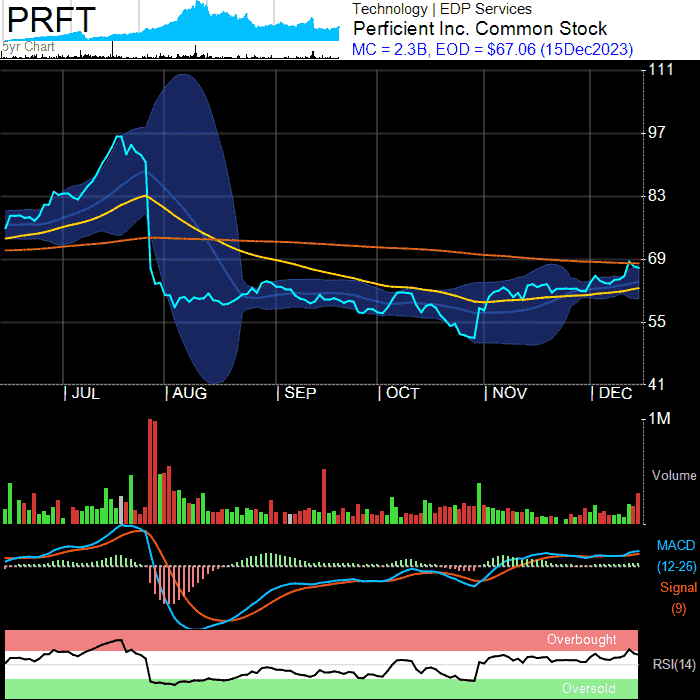 PRFT
5yr Chart
Technology | EDP Services
Perficient Inc. Common Stock
MC = 2.3B, EOD = $67.06 (15Dec2023)
111
97
83
69
55
41
| JUL | AUG | SEP | OCT | NOV | DEC
1M
Volume
MACD
(12-26)
Signal
(9)
Overbought
RSI(14)
Oversold